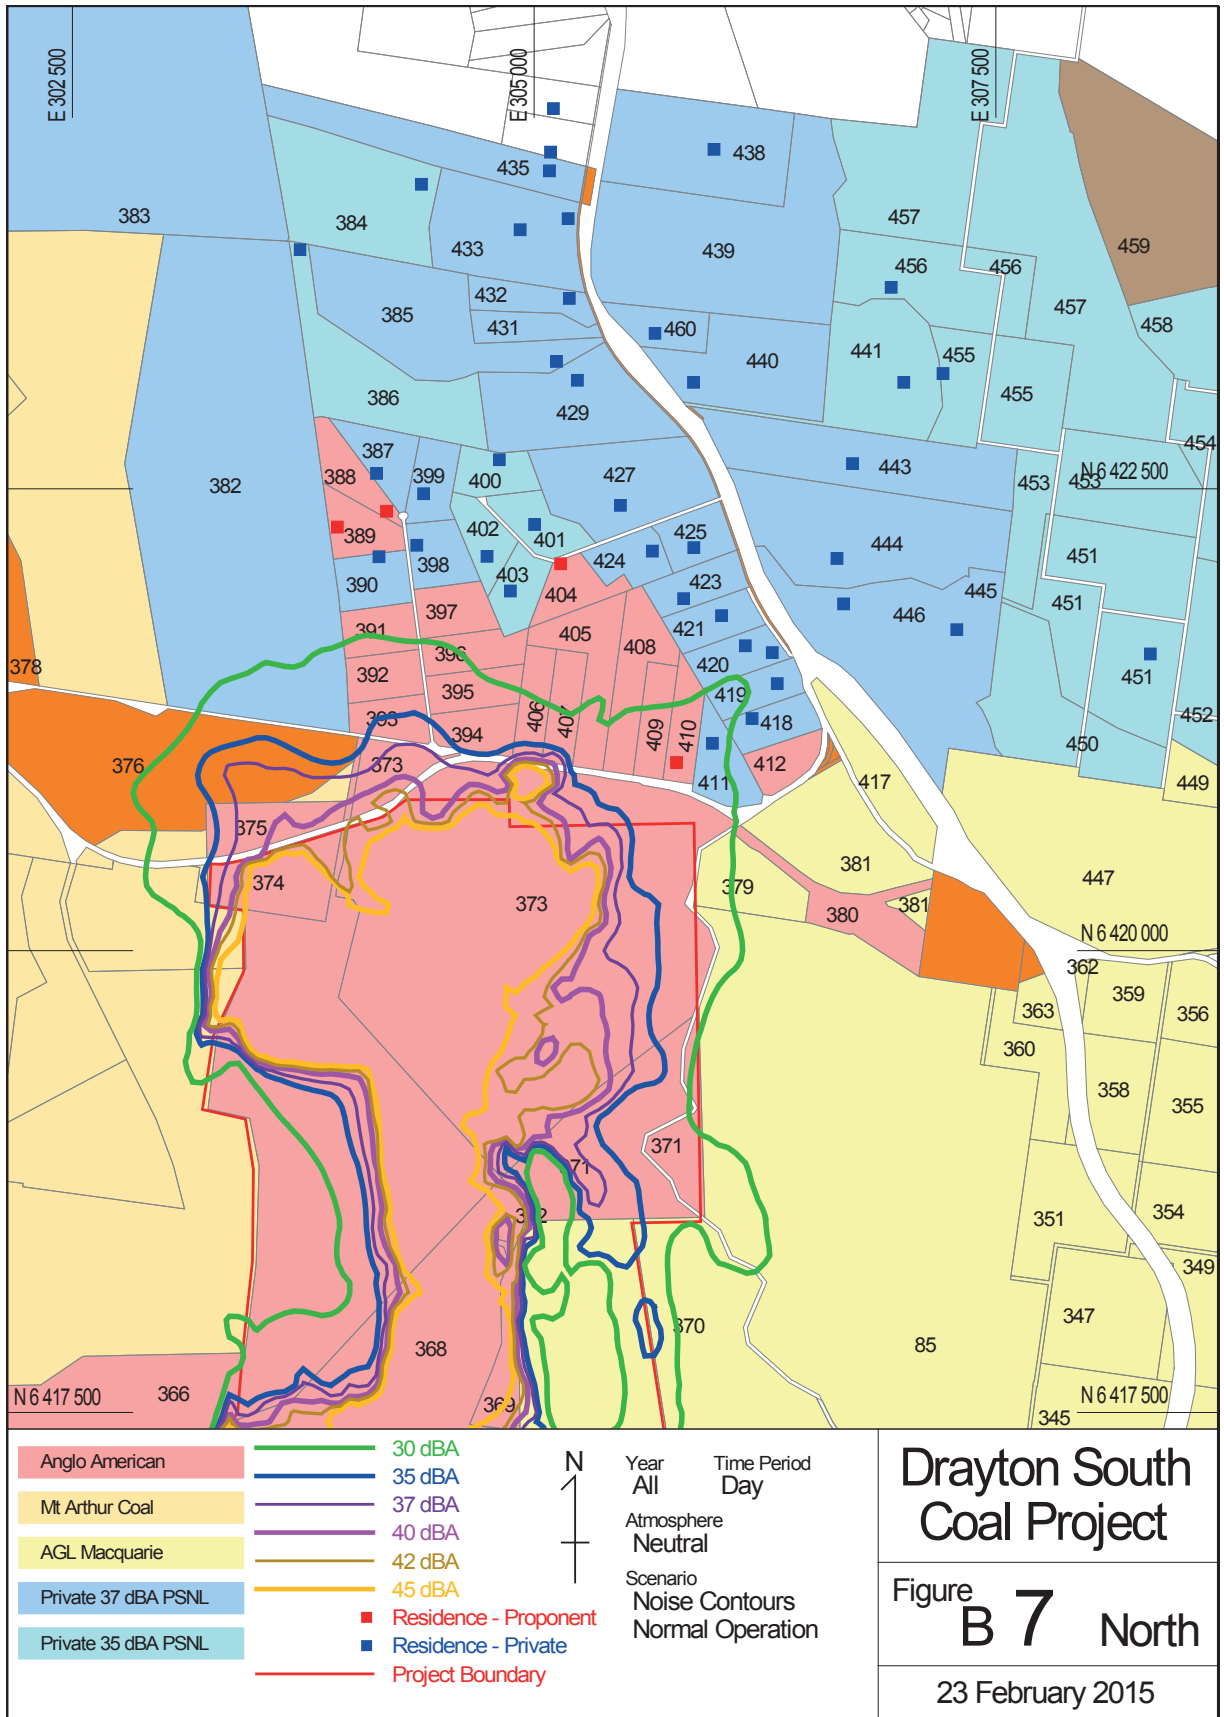 E 302 500
E 305 000
E 307 500
438
435
383
384
433
439
457
456
456
459
432
431
385
460
440
457
458
441
455
455
386
429
454
387
399
400
427
443
453
453
N 6 422 500
388
382
389
402
401
424
425
444
451
390
398
403
404
423
445
446
451
397
391
405
421
408
396
378
392
395
420
451
419
393
394
406
407
409
410
418
452
450
376
373
411
412
417
449
375
374
373
379
381
447
380
381
N 6 420 000
362
363
359
356
360
358
355
371
371
372
351
354
349
370
85
347
368
366
369
N 6 417 500
N 6 417 500
345
Anglo American
Mt Arthur Coal
AGL Macquarie
Private 37 dBA PSNL
Private 35 dBA PSNL
30 dBA
35 dBA
37 dBA
40 dBA
42 dBA
45 dBA
Residence - Proponent
Residence - Private
Project Boundary
N
Year
All
Time Period
Day
Atmosphere
Neutral
Scenario
Noise Contours
Normal Operation
Drayton South
Coal Project
Figure
B 7 North
23 February 2015